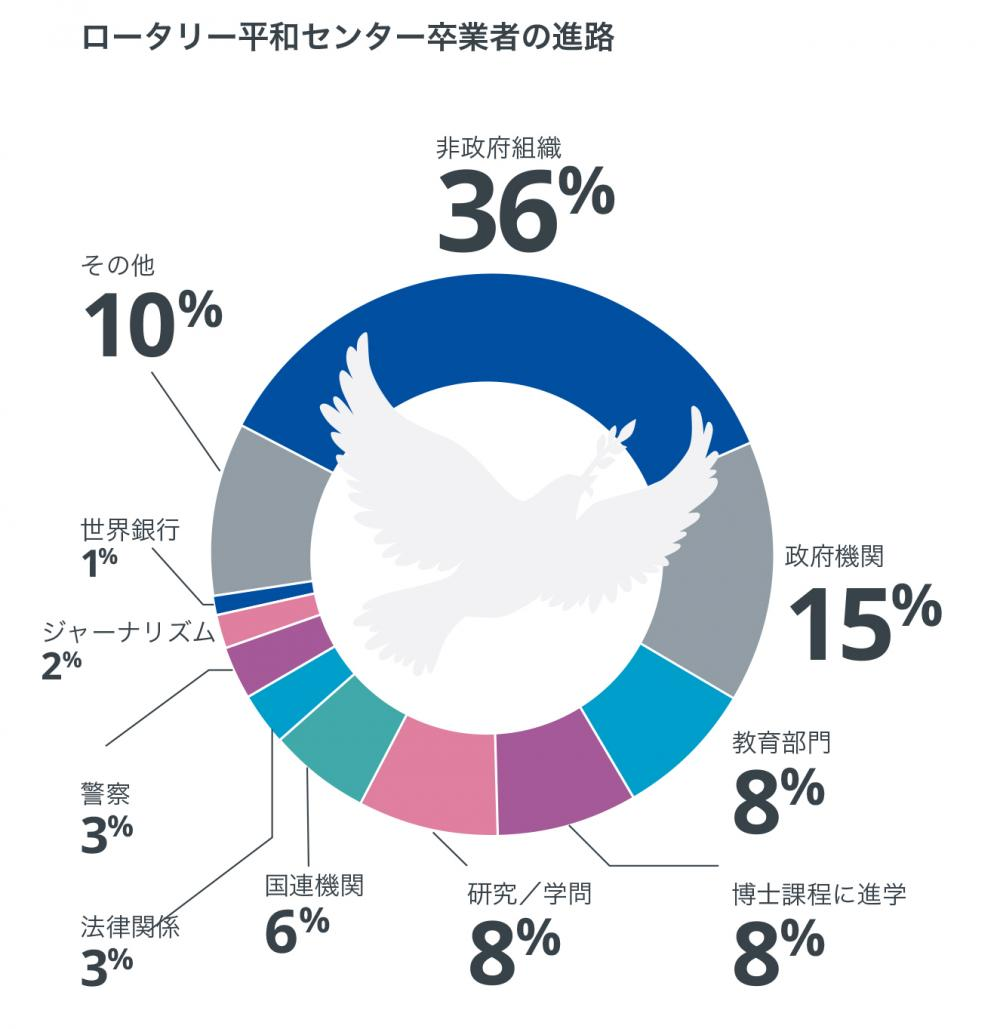 ロータリー平和センター卒業者の進路
非政府組織
36%
その他
10%
世界銀行
1%
ジャーナリズム
2%
警察
3%
法律関係
3%
国連機関
6%
研究／学問
8%
博士課程に進学
8%
教育部門
8%
政府機関
15%